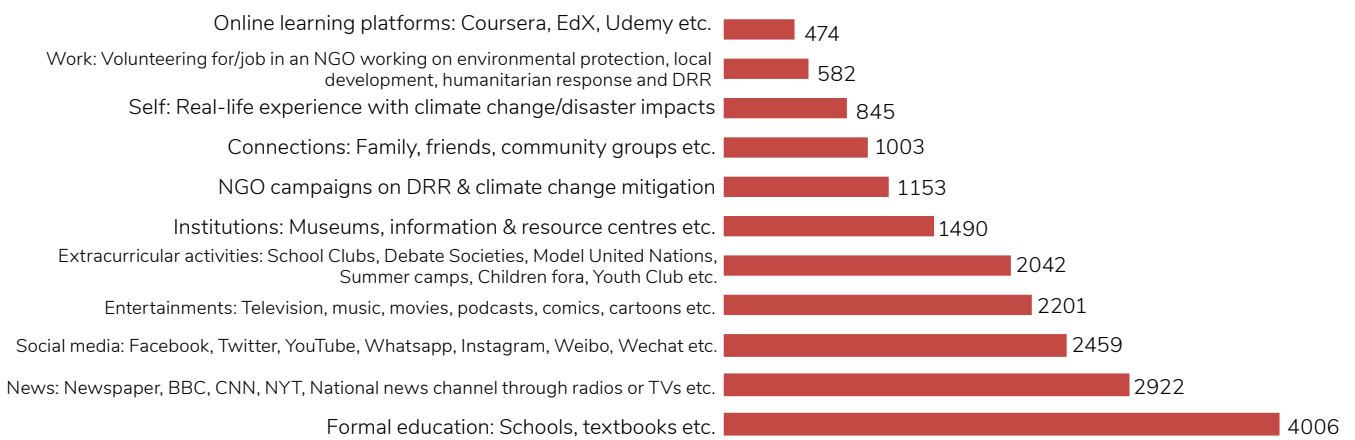 Online learning platforms: Coursera, EdX, Udemy etc. 474
Work: Volunteering for/job in an NGO working on environmental protection, local
development, humanitarian response and DRR 582
Self: Real-life experience with climate change/disaster impacts 845
Connections: Family, friends, community groups etc. 1003
NGO campaigns on DRR & climate change mitigation 1153
Institutions: Museums, information & resource centres etc. 1490
Extracurricular activities: School Clubs, Debate Societies, Model United Nations,
Summer camps, Children fora, Youth Club etc. 2042
Entertainments: Television, music, movies, podcasts, comics, cartoons etc. 2201
Social media: Facebook, Twitter, YouTube, Whatsapp, Instagram, Weibo, Wechat etc. 2459
News: Newspaper, BBC, CNN, NYT, National news channel through radios or TVs etc. 2922
Formal education: Schools, textbooks etc. 4006